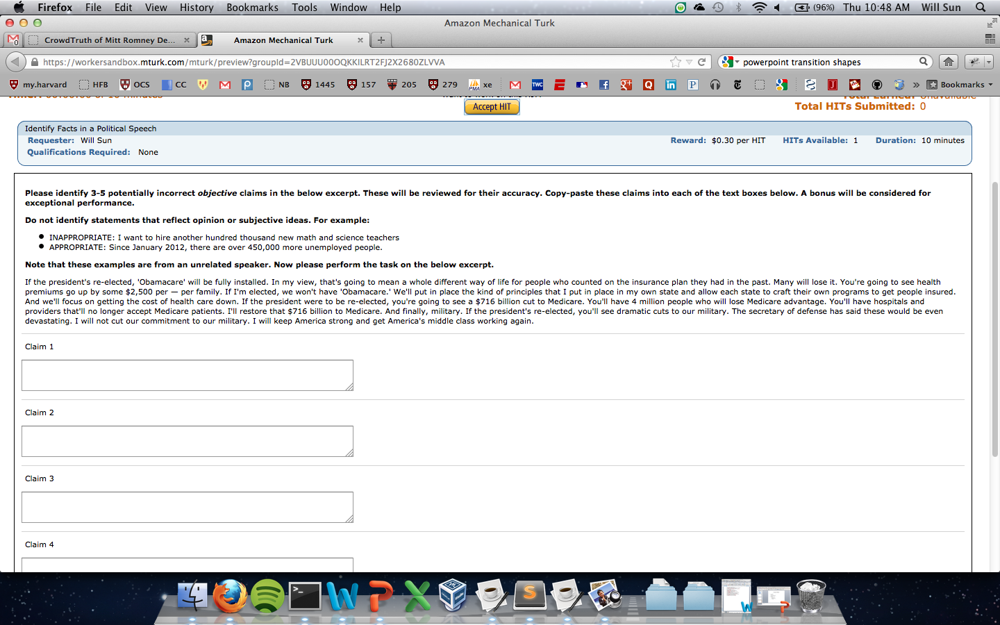 Firefox File Edit View History Bookmarks Tools Window Help (96%) Thu 10:48 AM Will Sun
Amazon Mechanical Turk
CrowdTruth of Mitt Romney De... Amazon Mechanical Turk
https://workersandbox.mturk.com/mturk/preview?groupId=2VBUUU00OQKKILRT2FJ2X2680ZLVVA powerpoint transition shapes
my.harvard HFB OCS CC NB 1445 157 205 279 xe Bookmarks
Accept HIT
Total HITs Submitted: 0
Identify Facts in a Political Speech
Requester: Will Sun Reward: $0.30 per HIT HITs Available: 1 Duration: 10 minutes
Qualifications Required: None
Please identify 3-5 potentially incorrect objective claims in the below excerpt. These will be reviewed for their accuracy. Copy-paste these claims into each of the text boxes below. A bonus will be considered for
exceptional performance.
Do not identify statements that reflect opinion or subjective ideas. For example:
INAPPROPRIATE: I want to hire another hundred thousand new math and science teachers
APPROPRIATE: Since January 2012, there are over 450,000 more unemployed people.
Note that these examples are from an unrelated speaker. Now please perform the task on the below excerpt.
If the president's re-elected, 'Obamacare' will be fully installed. In my view, that's going to mean a whole different way of life for people who counted on the insurance plan they had in the past. Many will lose it. You're going to see health
premiums go up by some $2,500 per — per family. If I'm elected, we won't have 'Obamacare.' We'll put in place the kind of principles that I put in place in my own state and allow each state to craft their own programs to get people insured.
And we'll focus on getting the cost of health care down. If the president were to be re-elected, you're going to see a $716 billion cut to Medicare. You'll have 4 million people who will lose Medicare advantage. You'll have hospitals and
providers that'll no longer accept Medicare patients. I'll restore that $716 billion to Medicare. And finally, military. If the president's re-elected, you'll see dramatic cuts to our military. The secretary of defense has said these would be even
devastating. I will not cut our commitment to our military. I will keep America strong and get America's middle class working again.
Claim 1
Claim 2
Claim 3
Claim 4